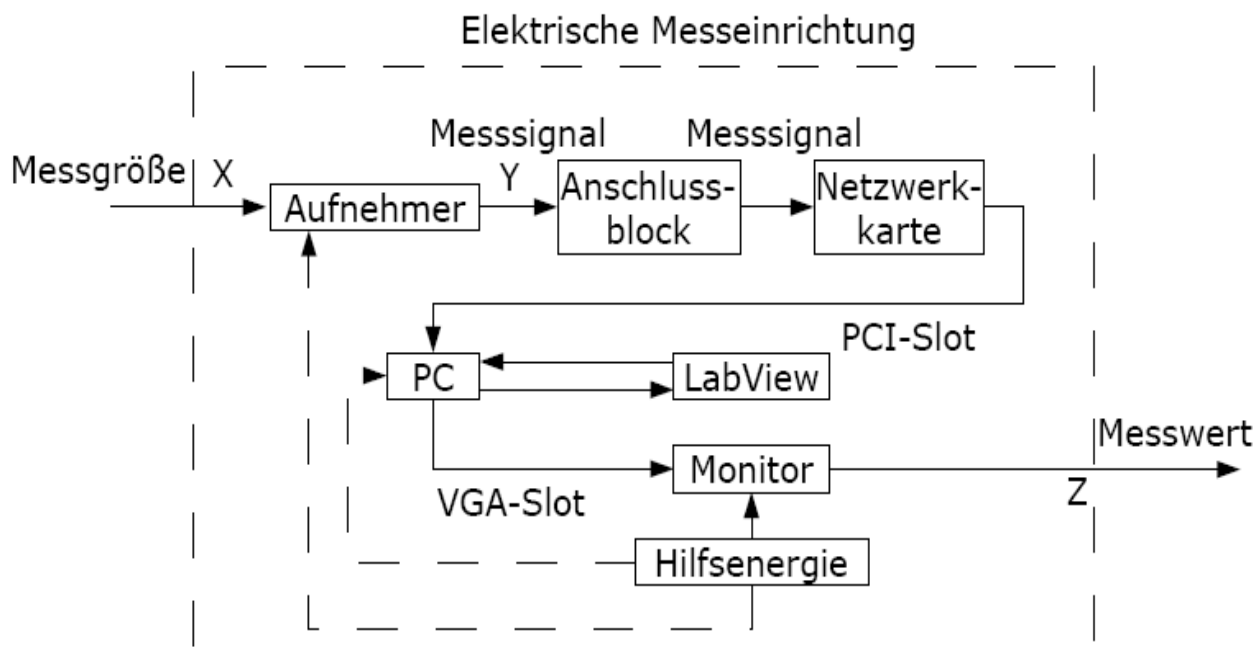 Elektrische Messeinrichtung
Messsignal
Messsignal
Messgröße
X
Y
Aufnehmer
Anschluss-
block
Netzwerk-
karte
PCI-Slot
PC
LabView
Messwert
Monitor
Z
VGA-Slot
Hilfsenergie